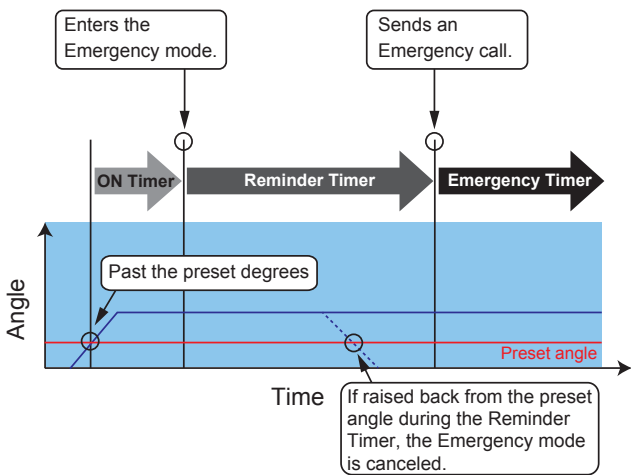 Enters the
Emergency mode.
Sends an
Emergency call.
ON Timer
Reminder Timer
Emergency Timer
Past the preset degrees
Angle
Preset angle
Time
If raised back from the preset
angle during the Reminder
Timer, the Emergency mode
is canceled.